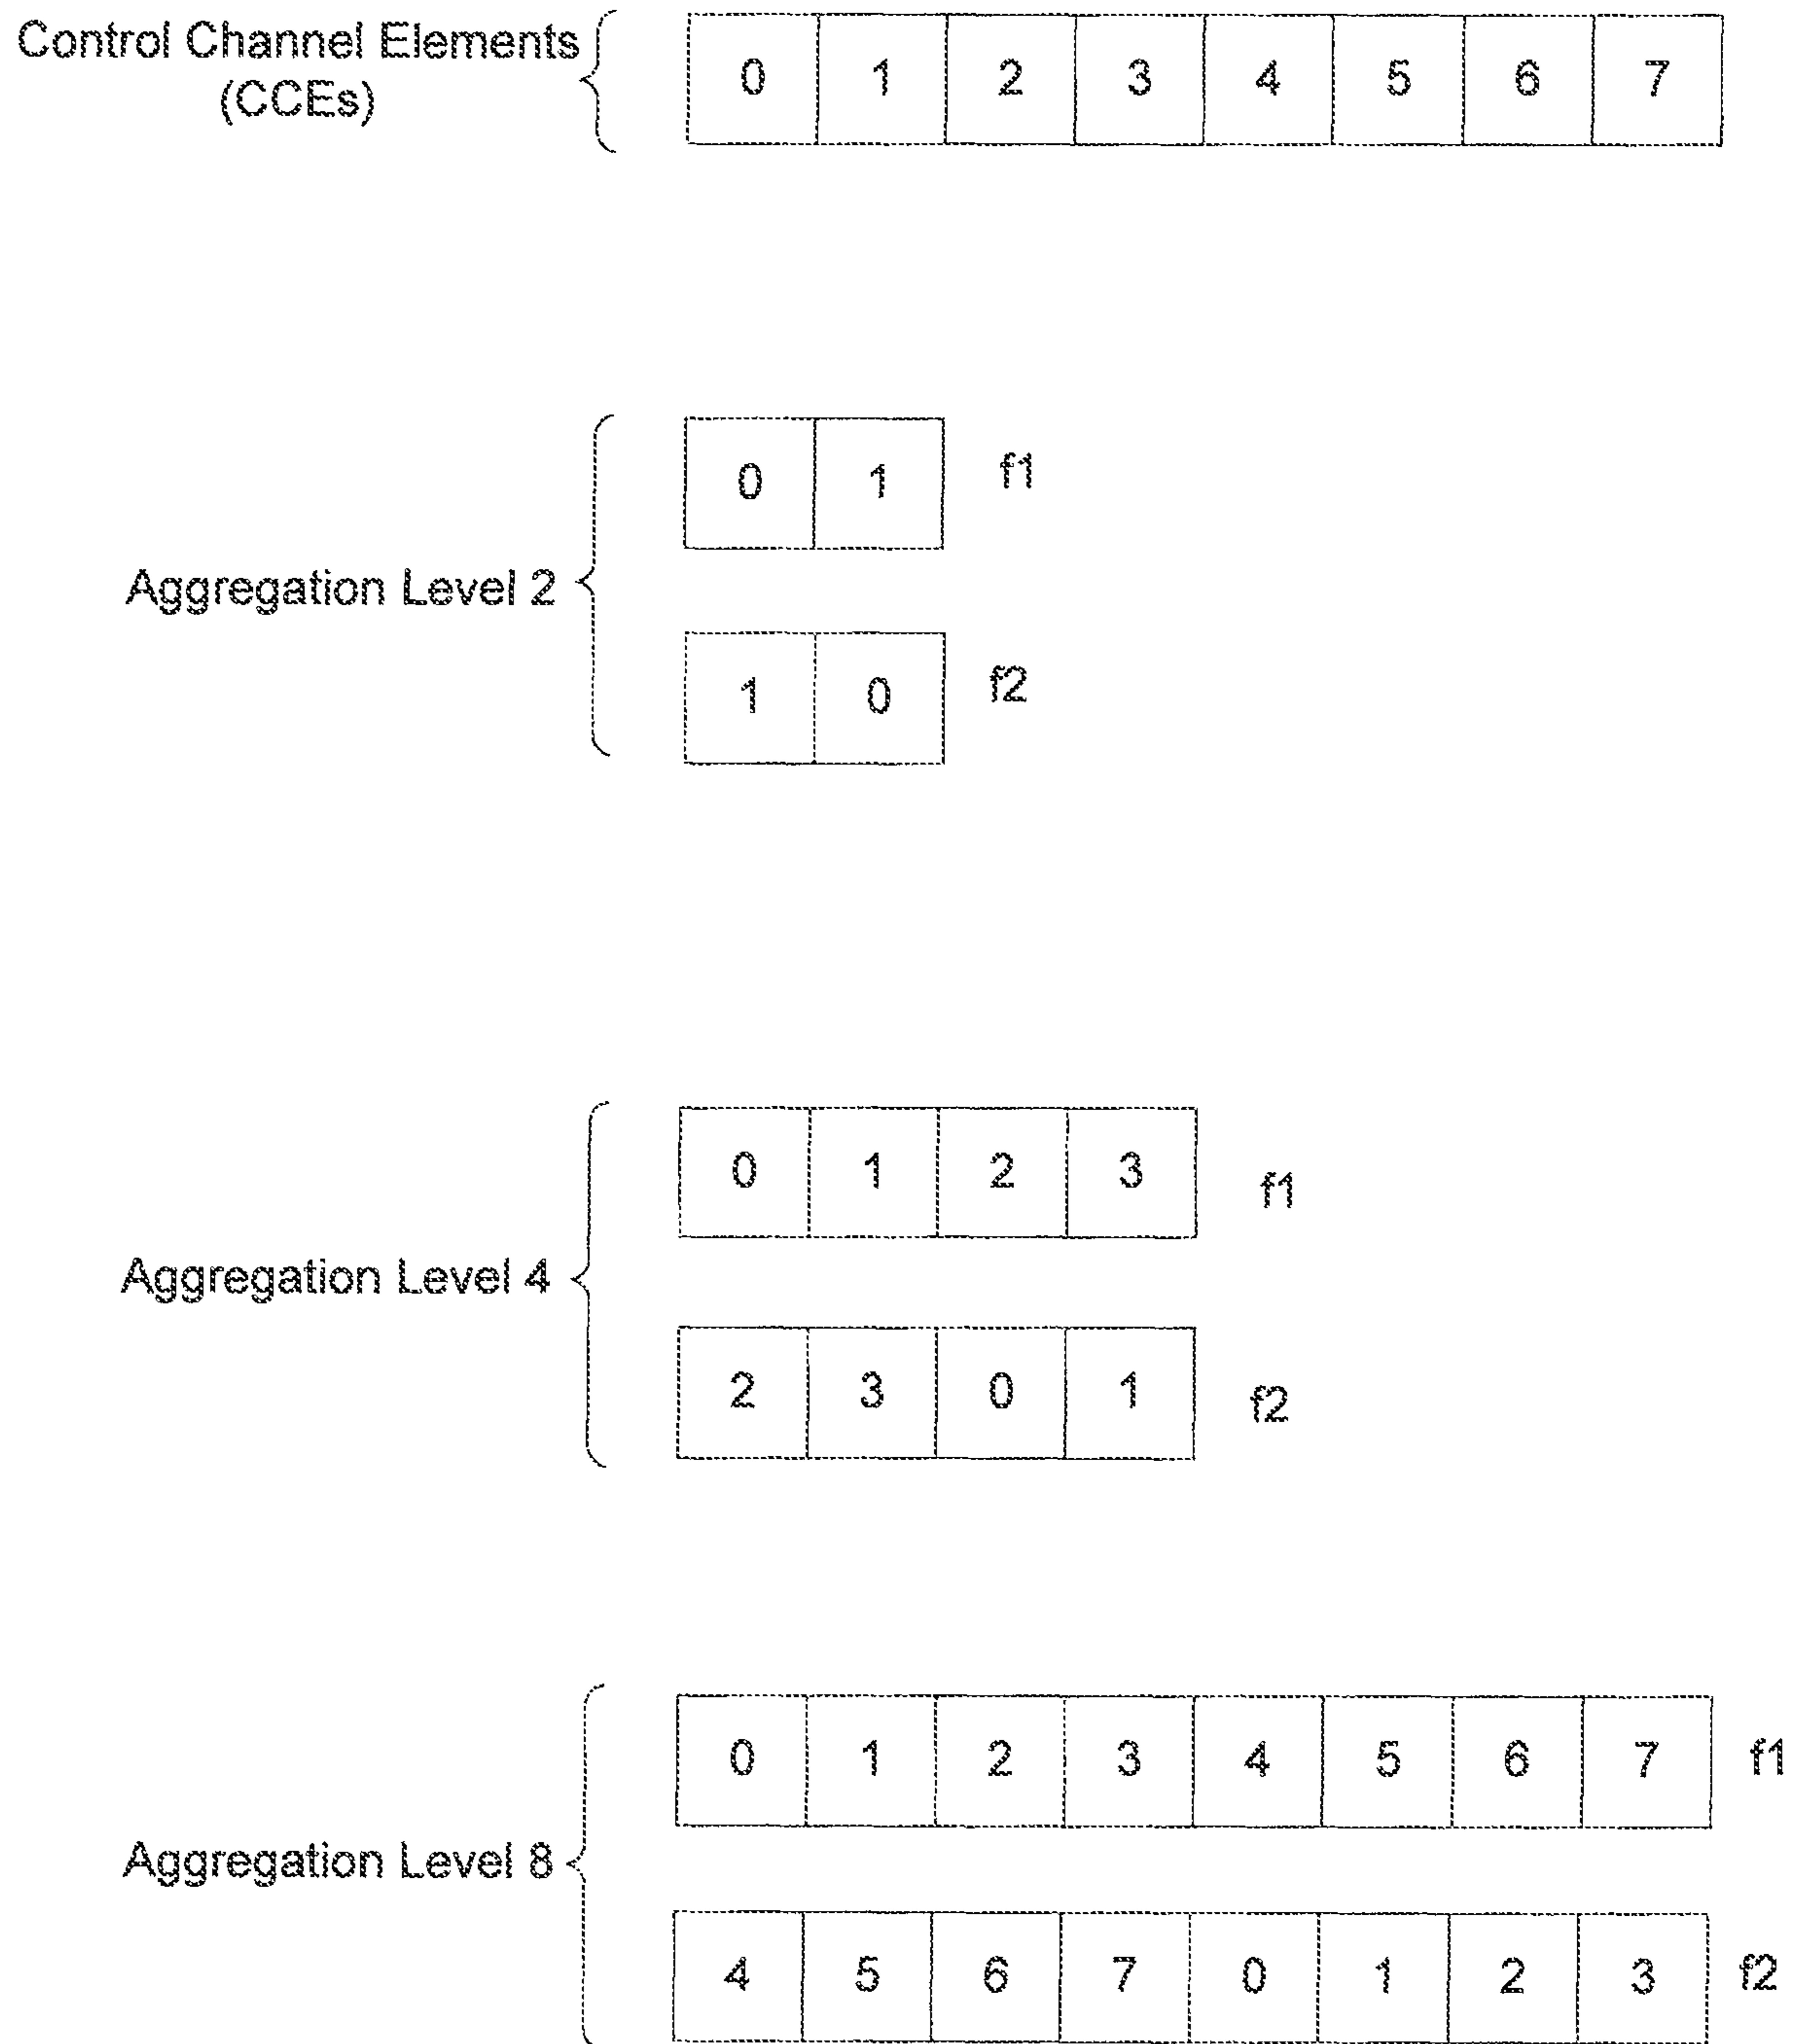 Control Channel Elements
(CCEs)
0 1 2 3 4 5 6 7
Aggregation Level 2
0 1 f1
1 0 f2
Aggregation Level 4
0 1 2 3 f1
2 3 0 1 f2
Aggregation Level 8
0 1 2 3 4 5 6 7 f1
4 5 6 7 0 1 2 3 f2